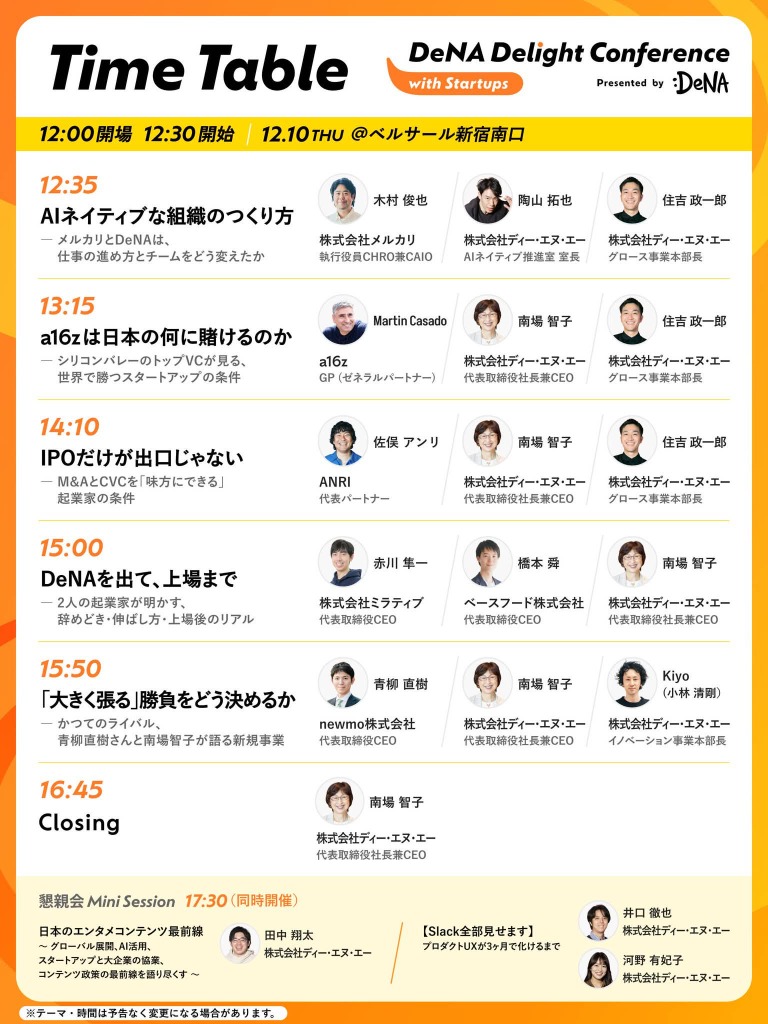 Time Table
DeNA Delight Conference
with Startups
Presented by :DeNA
12:00開場 12:30開始 12.10 THU @ベルサール新宿南口
12:35
AIネイティブな組織のつくり方
— メルカリとDeNAは、
仕事の進め方とチームをどう変えたか
木村 俊也
株式会社メルカリ
執行役員CHRO兼CAIO
陶山 拓也
株式会社ディー・エヌ・エー
AIネイティブ推進室 室長
住吉 政一郎
株式会社ディー・エヌ・エー
グロース事業本部長
13:15
a16zは日本の何に賭けるのか
— シリコンバレーのトップVCが見る、
世界で勝つスタートアップの条件
Martin Casado
a16z
GP（ゼネラルパートナー）
南場 智子
株式会社ディー・エヌ・エー
代表取締役社長兼CEO
住吉 政一郎
株式会社ディー・エヌ・エー
グロース事業本部長
14:10
IPOだけが出口じゃない
— M&AとCVCを「味方にできる」
起業家の条件
佐俣 アンリ
ANRI
代表パートナー
南場 智子
株式会社ディー・エヌ・エー
代表取締役社長兼CEO
住吉 政一郎
株式会社ディー・エヌ・エー
グロース事業本部長
15:00
DeNAを出て、上場まで
— 2人の起業家が明かす、
辞めどき・伸ばし方・上場後のリアル
赤川 隼一
株式会社ミラティブ
代表取締役CEO
橋本 舜
ベースフード株式会社
代表取締役CEO
南場 智子
株式会社ディー・エヌ・エー
代表取締役社長兼CEO
15:50
「大きく張る」勝負をどう決めるか
— かつてのライバル、
青柳直樹さんと南場智子が語る新規事業
青柳 直樹
newmo株式会社
代表取締役CEO
南場 智子
株式会社ディー・エヌ・エー
代表取締役社長兼CEO
Kiyo
（小林 清剛）
株式会社ディー・エヌ・エー
イノベーション事業本部長
16:45
Closing
南場 智子
株式会社ディー・エヌ・エー
代表取締役社長兼CEO
懇親会 Mini Session 17:30（同時開催）
日本のエンタメコンテンツ最前線
〜 グローバル展開、AI活用、
スタートアップと大企業の協業、
コンテンツ政策の最前線を語り尽くす 〜
田中 翔太
株式会社ディー・エヌ・エー
【Slack全部見せます】
プロダクトUXが3ヶ月で化けるまで
井口 徹也
株式会社ディー・エヌ・エー
河野 有妃子
株式会社ディー・エヌ・エー
※テーマ・時間は予告なく変更になる場合があります。